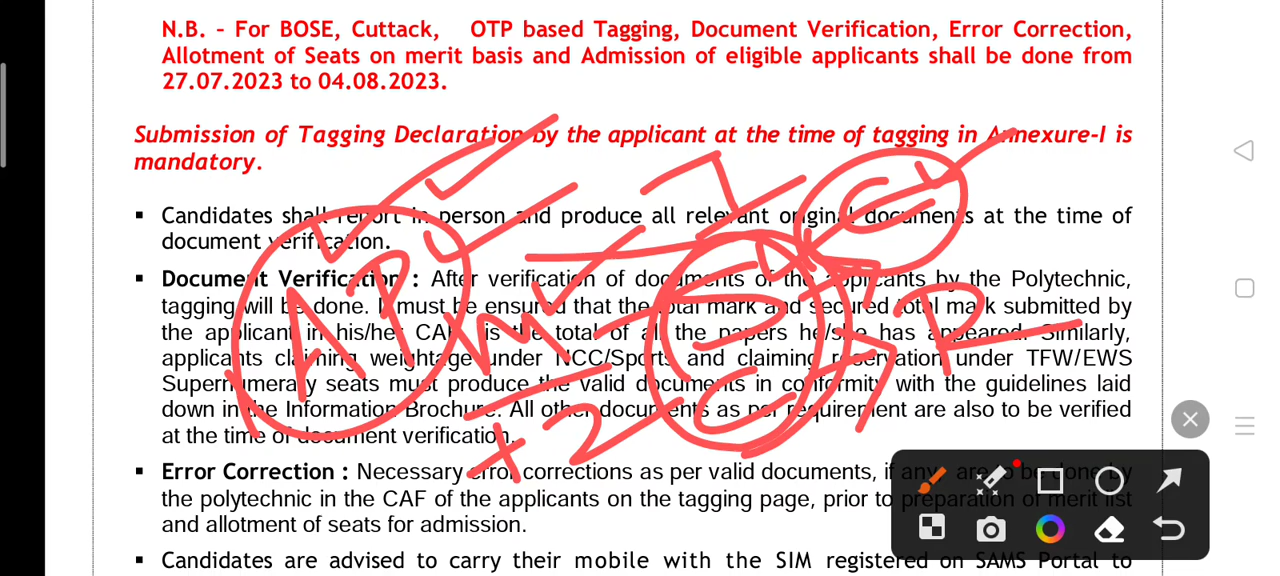 N.B. – For BOSE, Cuttack, OTP based Tagging, Document Verification, Error Correction,
Allotment of Seats on merit basis and Admission of eligible applicants shall be done from
27.07.2023 to 04.08.2023.
Submission of Tagging Declaration by the applicant at the time of tagging in Annexure-I is
mandatory.
▪ Candidates shall report in person and produce all relevant original documents at the time of
document verification.
▪ Document Verification : After verification of documents of the applicants by the Polytechnic,
tagging will be done. It must be ensured that the total mark and secured total mark submitted by
the applicant in his/her CAF is the total of all the papers he/she has appeared. Similarly,
applicants claiming weightage under NCC/Sports and claiming reservation under TFW/EWS
Supernumerary seats must produce the valid documents in conformity with the guidelines laid
down in the Information Brochure. All other documents as per requirement are also to be verified
at the time of document verification.
▪ Error Correction : Necessary error corrections as per valid documents, if any, are to be done by
the polytechnic in the CAF of the applicants on the tagging page, prior to preparation of merit list
and allotment of seats for admission.
▪ Candidates are advised to carry their mobile with the SIM registered on SAMS Portal to
AP
M
+2
R